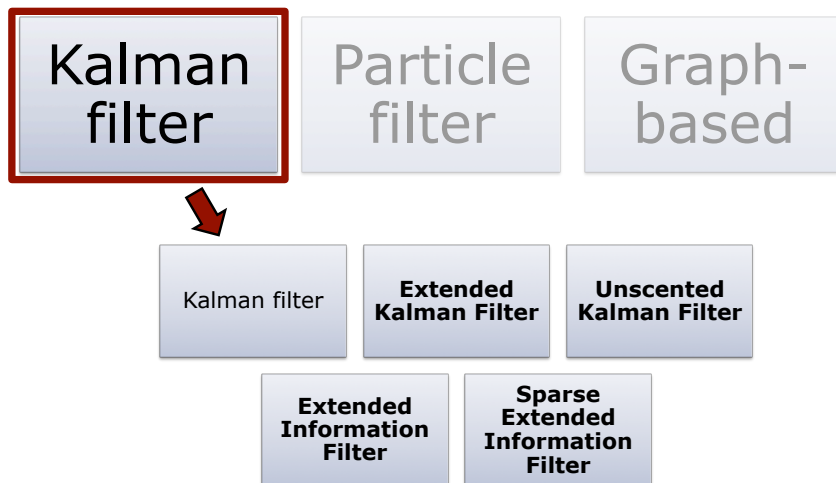 Kalman
filter
Particle
filter
Graph-
based
Kalman filter
Extended
Kalman Filter
Unscented
Kalman Filter
Extended
Information
Filter
Sparse
Extended
Information
Filter